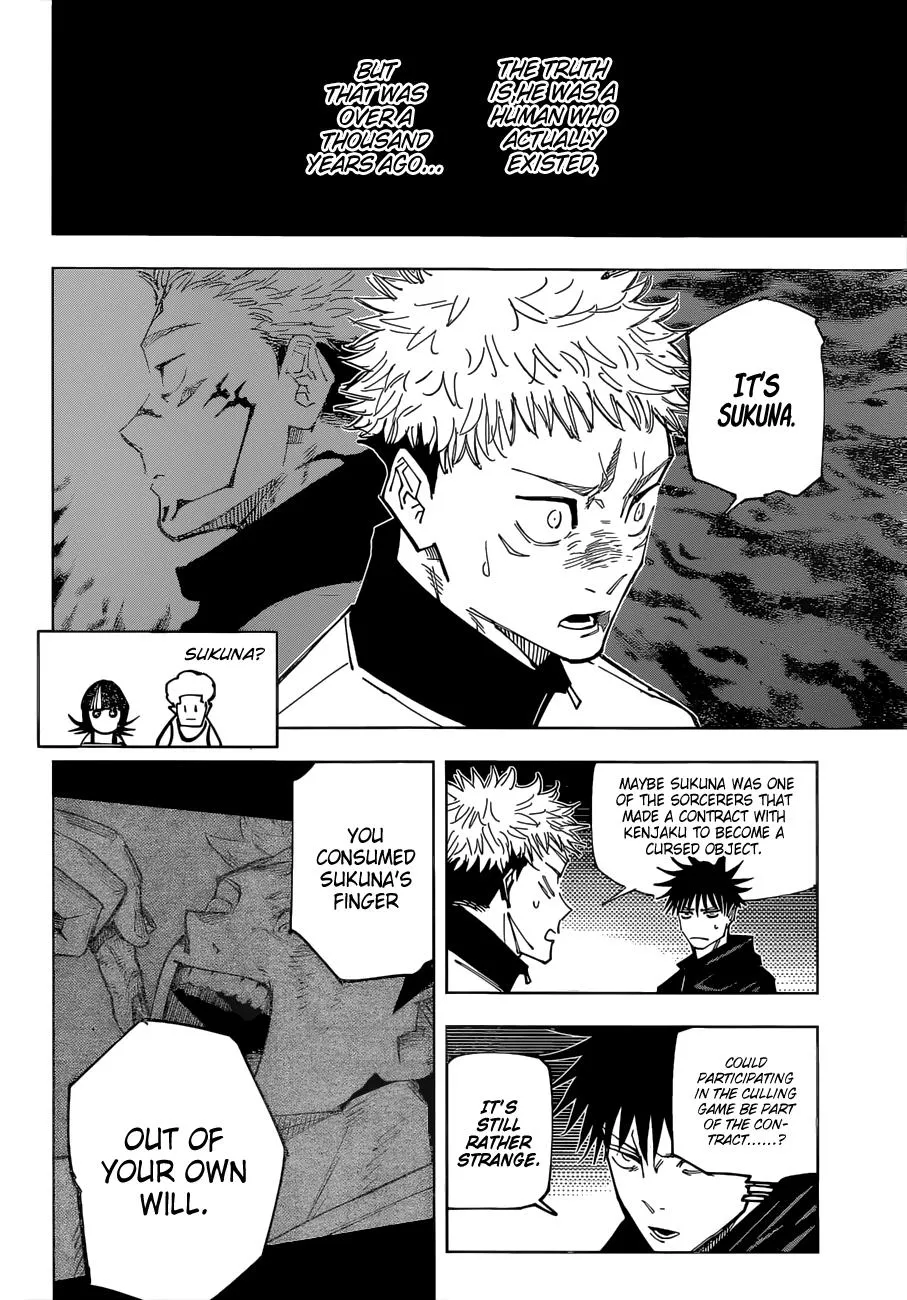 THE TRUTH
IS, HE WAS A
HUMAN WHO
ACTUALLY
EXISTED,
BUT
THAT WAS
OVER A
THOUSAND
YEARS AGO...
IT'S
SUKUNA.
SUKUNA?
MAYBE SUKUNA WAS ONE
OF THE SORCERERS THAT
MADE A CONTRACT WITH
KENJAKU TO BECOME A
CURSED OBJECT.
COULD
PARTICIPATING
IN THE CULLING
GAME BE PART
OF THE CON-
TRACT......?
IT'S
STILL
RATHER
STRANGE.
YOU
CONSUMED
SUKUNA'S
FINGER
OUT OF
YOUR OWN
WILL.